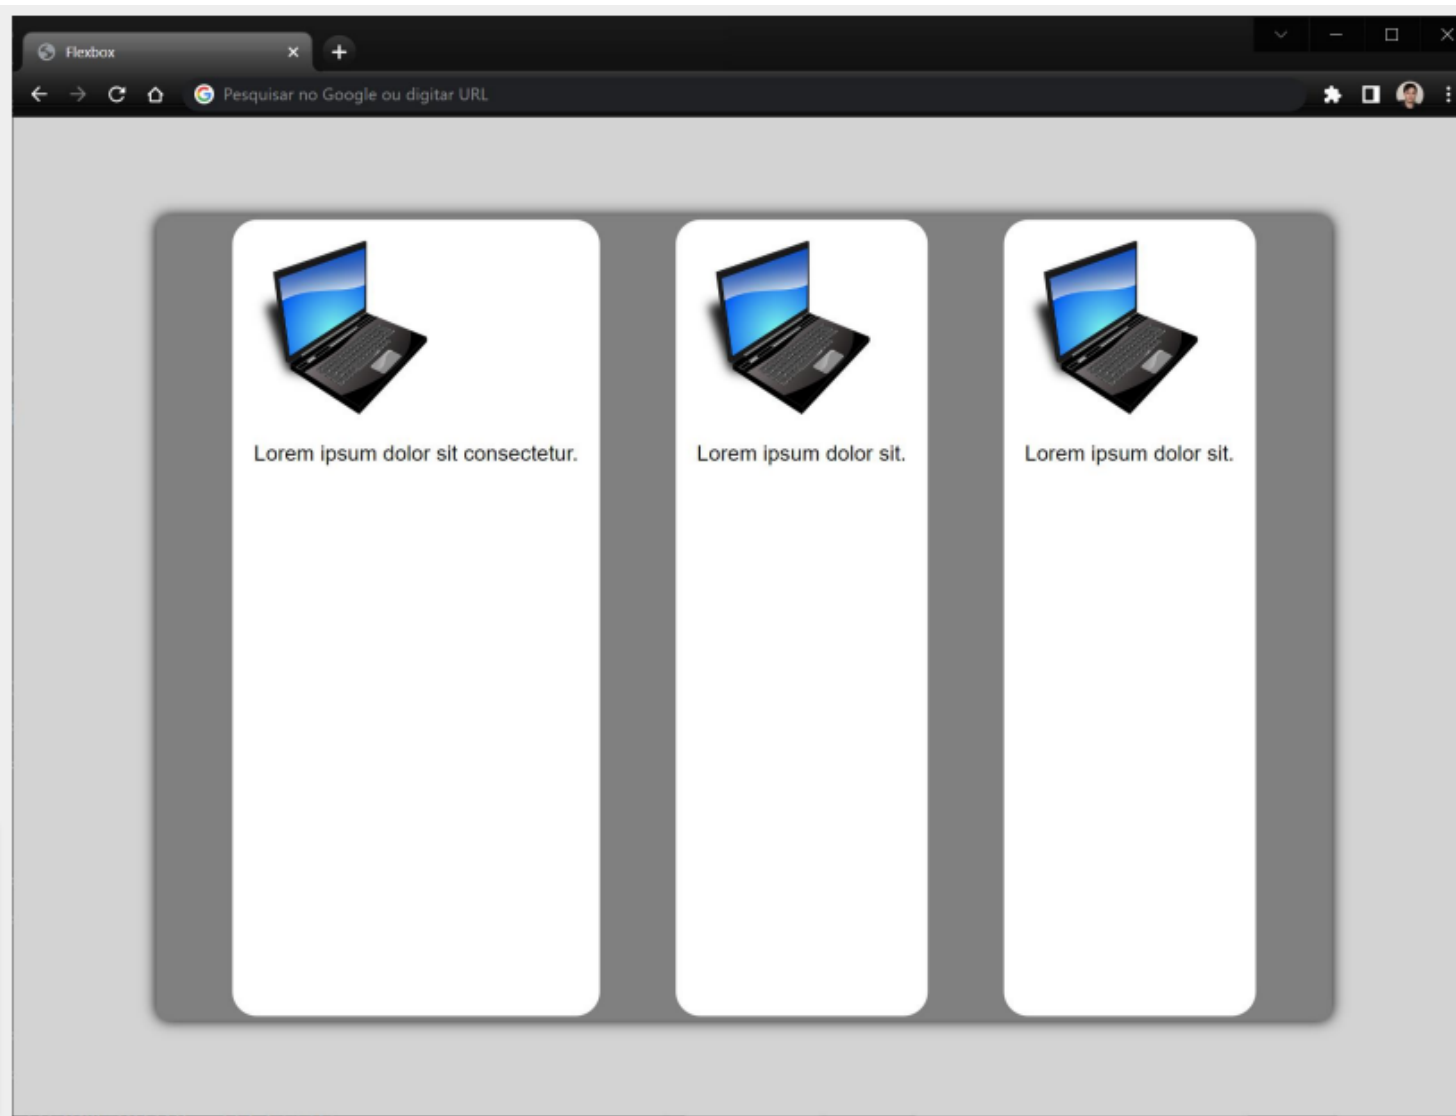 Flexbox
Pesquisar no Google ou digitar URL
Lorem ipsum dolor sit consectetur.
Lorem ipsum dolor sit.
Lorem ipsum dolor sit.